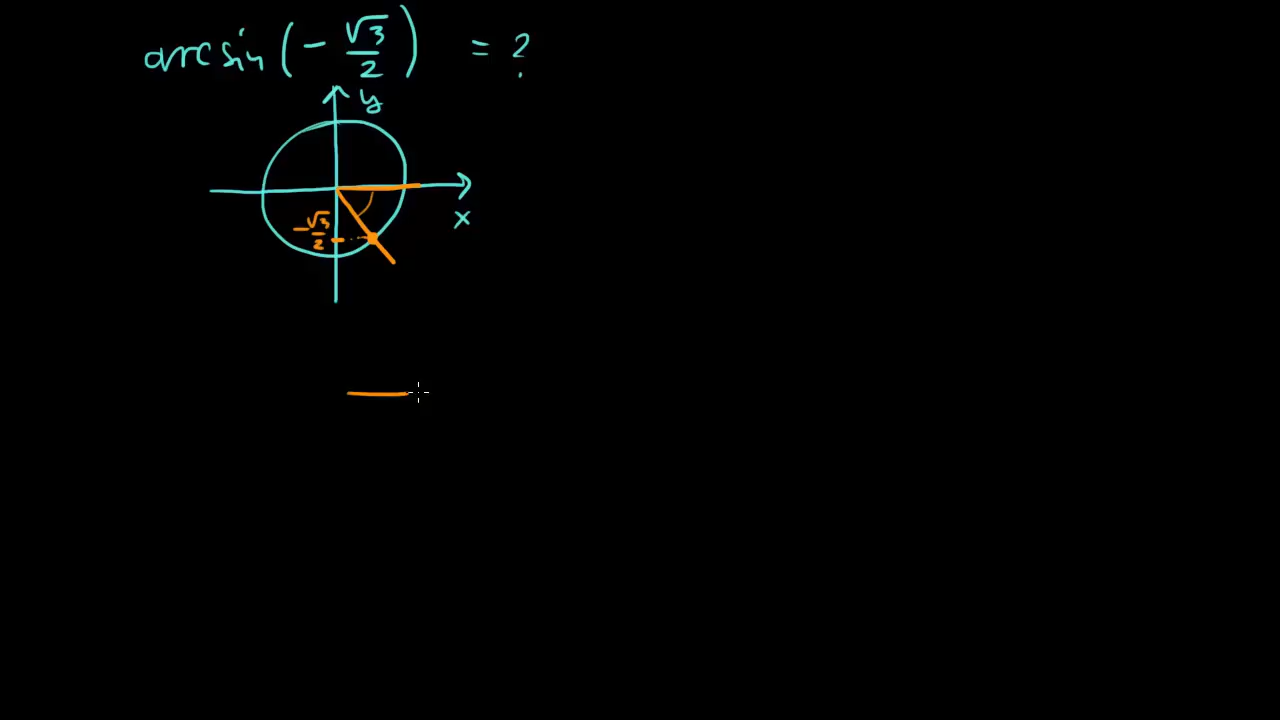 arcsin(-√3/2) = ?
y
x
-√3/2